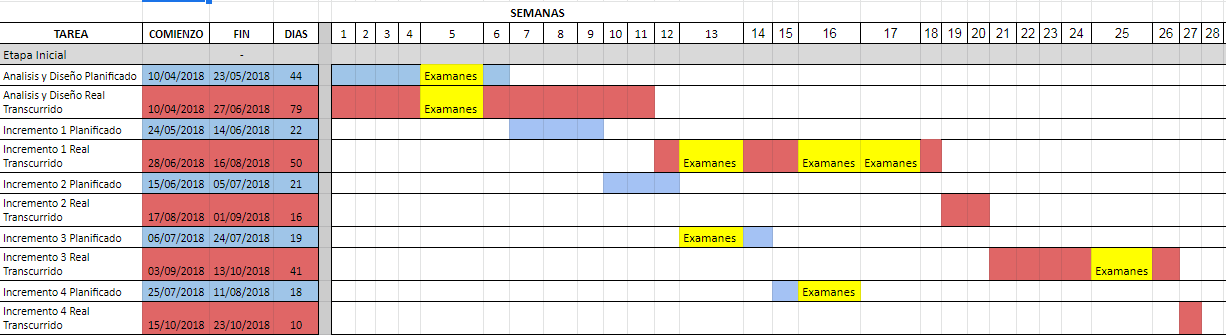 SEMANAS
TAREA COMIENZO FIN DIAS 1 2 3 4 5 6 7 8 9 10 11 12 13 14 15 16 17 18 19 20 21 22 23 24 25 26 27 28
Etapa Inicial -
Analisis y Diseño Planificado 10/04/2018 23/05/2018 44 Examanes
Analisis y Diseño Real
Transcurrido 10/04/2018 27/06/2018 79 Examanes
Incremento 1 Planificado 24/05/2018 14/06/2018 22
Incremento 1 Real
Transcurrido 28/06/2018 16/08/2018 50 Examanes Examanes Examanes
Incremento 2 Planificado 15/06/2018 05/07/2018 21
Incremento 2 Real
Transcurrido 17/08/2018 01/09/2018 16
Incremento 3 Planificado 06/07/2018 24/07/2018 19 Examanes
Incremento 3 Real
Transcurrido 03/09/2018 13/10/2018 41 Examanes
Incremento 4 Planificado 25/07/2018 11/08/2018 18 Examanes
Incremento 4 Real
Transcurrido 15/10/2018 23/10/2018 10